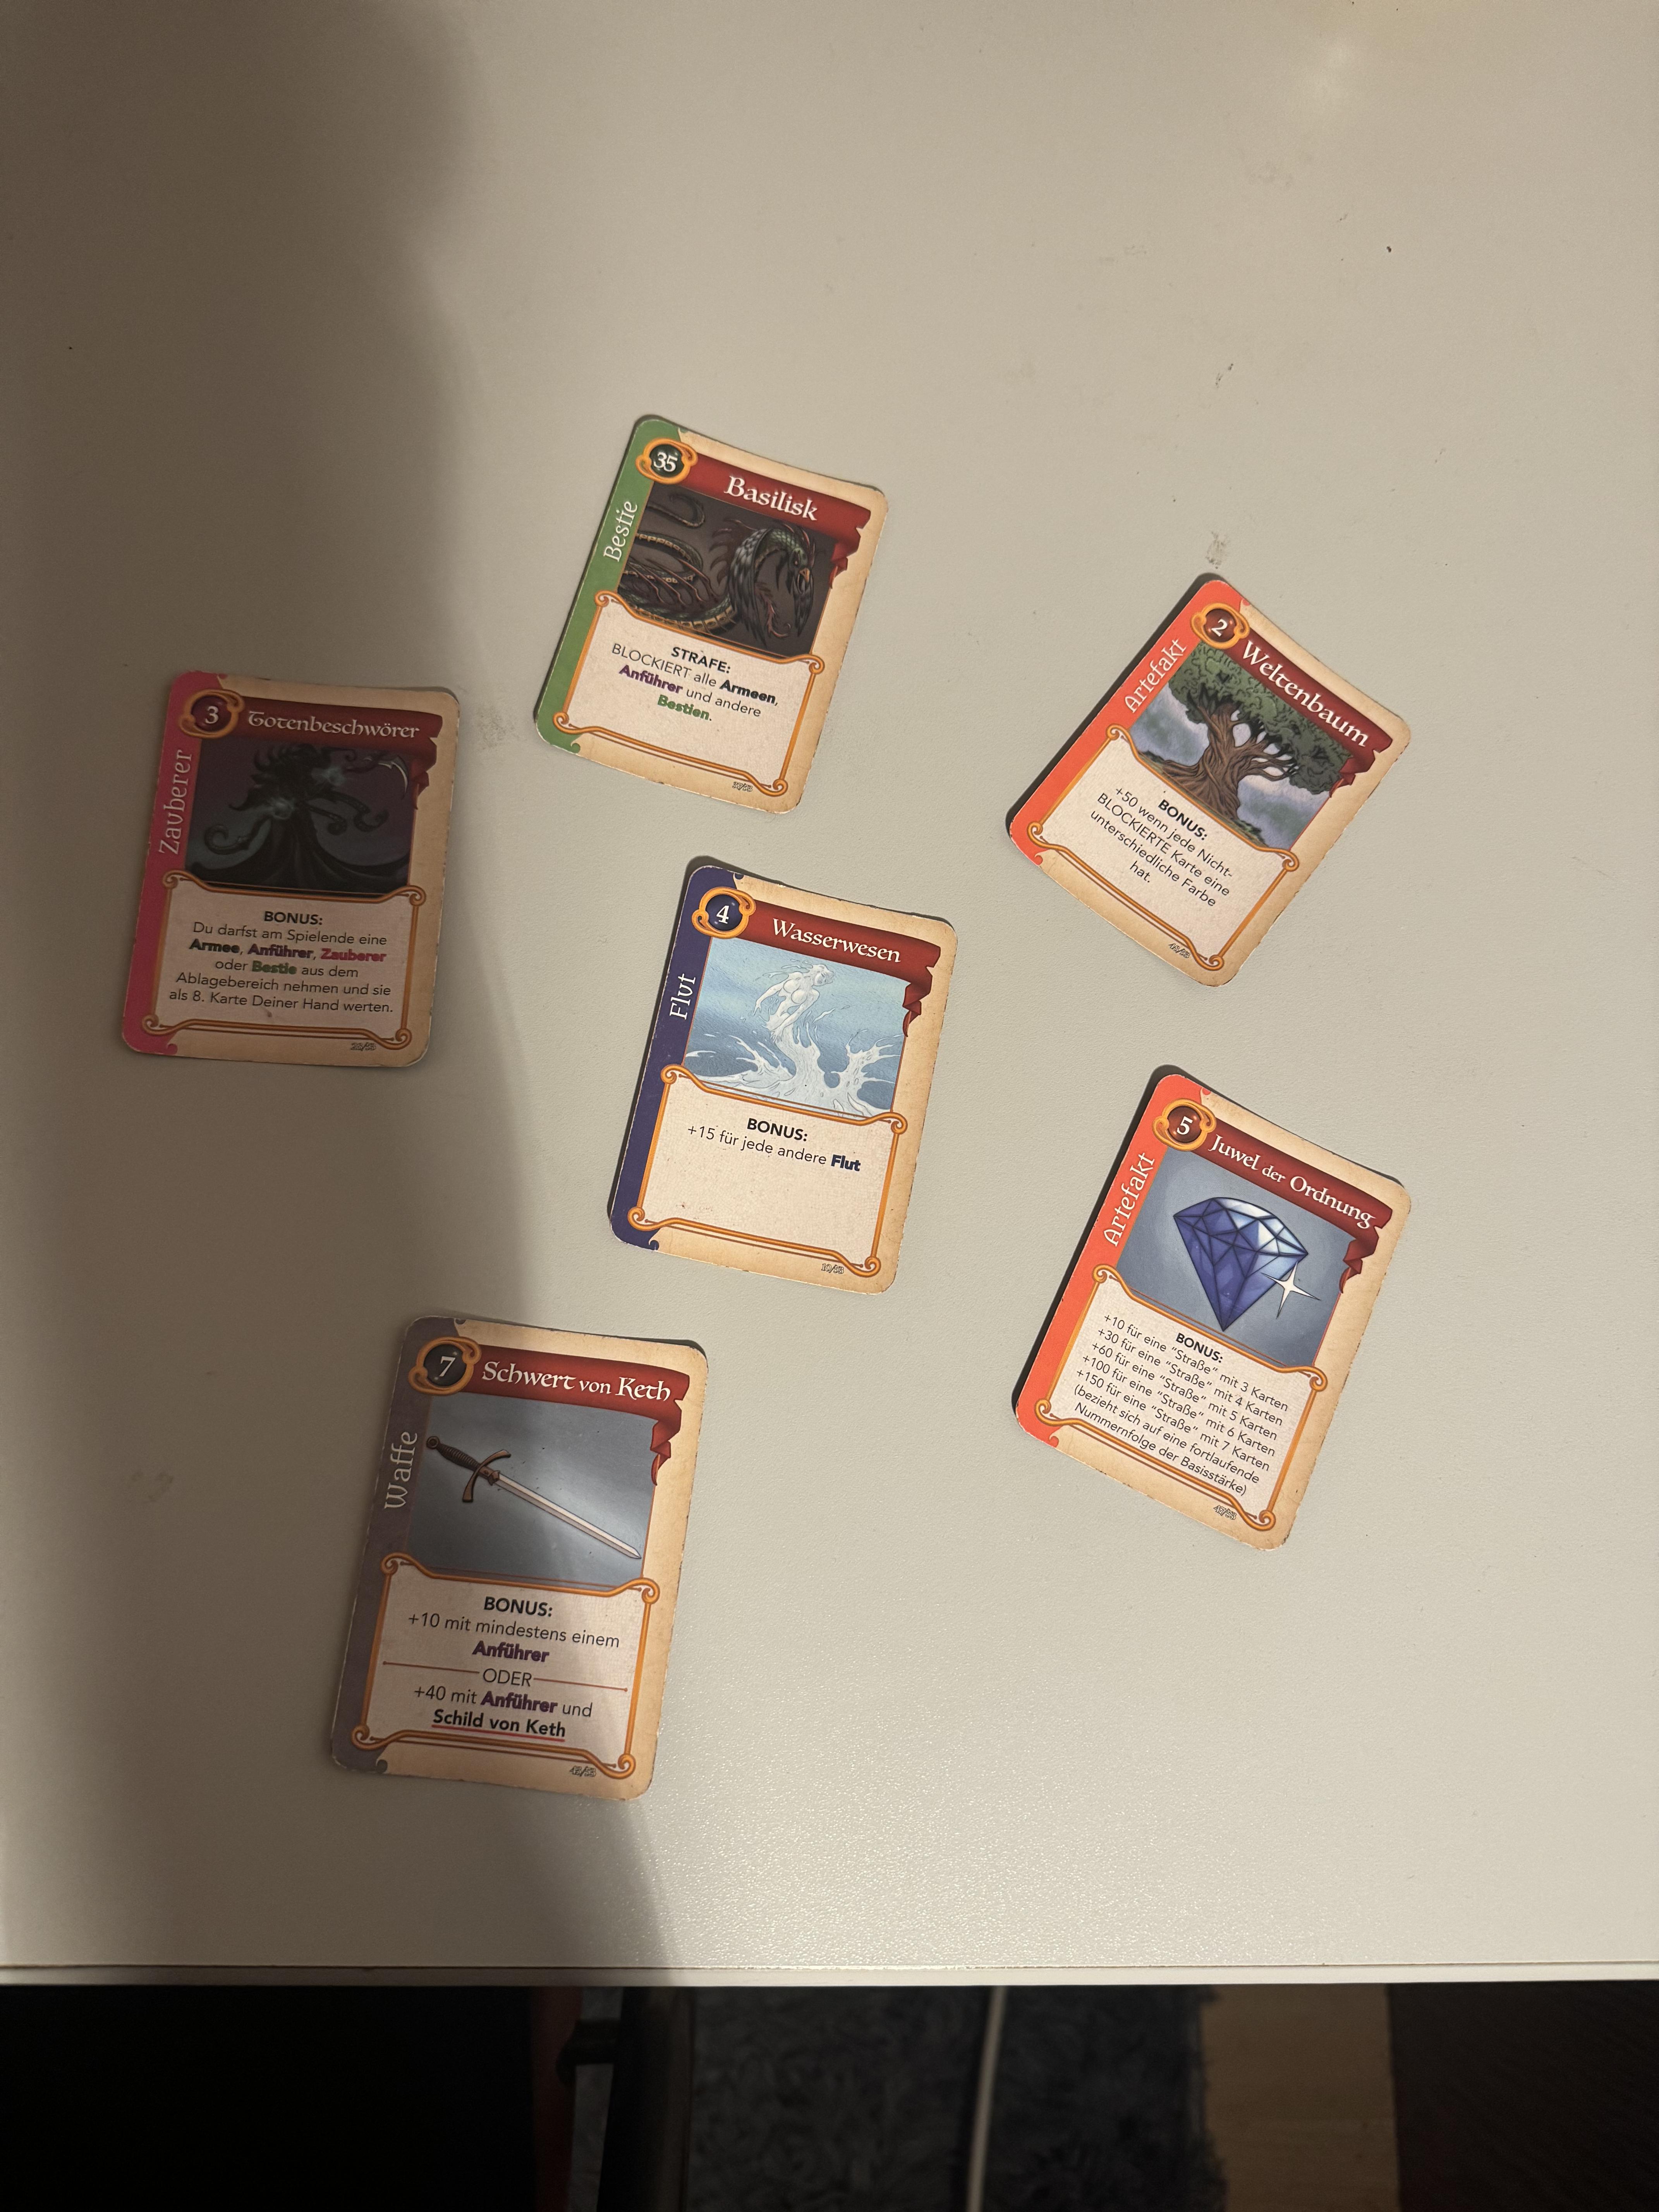 35
Basilisk
Bestie
STRAFE:
BLOCKIERT alle Armeen,
Anführer und andere
Bestien.
2
Weltenbaum
Artefakt
BONUS:
+50 wenn jede Nicht-
BLOCKIERTE Karte eine
unterschiedliche Farbe
hat.
3
Totenbeschwörer
Zauberer
BONUS:
Du darfst am Spielende eine
Armee, Anführer, Zauberer
oder Bestie aus dem
Ablagebereich nehmen und sie
als 8. Karte Deiner Hand werten.
4
Wasserwesen
Flut
BONUS:
+15 für jede andere Flut
10/53
5
Juwel der Ordnung
Artefakt
BONUS:
+10 für eine "Straße" mit 3 Karten
+30 für eine "Straße" mit 4 Karten
+60 für eine "Straße" mit 5 Karten
+100 für eine "Straße" mit 6 Karten
+150 für eine "Straße" mit 7 Karten
(bezieht sich auf eine fortlaufende
Nummernfolge der Basisstärke)
7
Schwert von Keth
Waffe
BONUS:
+10 mit mindestens einem
Anführer
ODER
+40 mit Anführer und
Schild von Keth